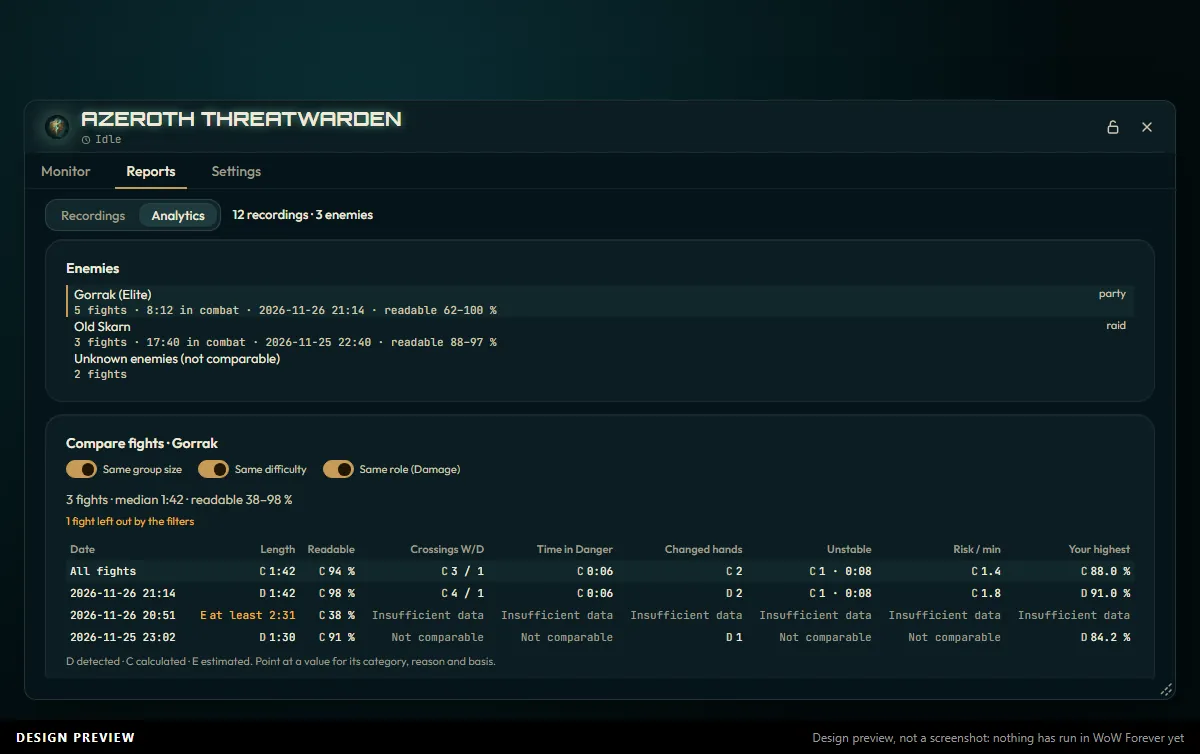 AZEROTH THREATWARDEN
Idle
Monitor Reports Settings
Recordings Analytics 12 recordings · 3 enemies
Enemies
Gorrak (Elite) party
5 fights · 8:12 in combat · 2026-11-26 21:14 · readable 62–100 %
Old Skarn raid
3 fights · 17:40 in combat · 2026-11-25 22:40 · readable 88–97 %
Unknown enemies (not comparable)
2 fights
Compare fights · Gorrak
Same group size Same difficulty Same role (Damage)
3 fights · median 1:42 · readable 38–98 %
1 fight left out by the filters
Date Length Readable Crossings W/D Time in Danger Changed hands Unstable Risk / min Your highest
All fights C 1:42 C 94 % C 3 / 1 C 0:06 C 2 C 1 · 0:08 C 1.4 C 88.0 %
2026-11-26 21:14 D 1:42 C 98 % C 4 / 1 C 0:06 D 2 C 1 · 0:08 C 1.8 D 91.0 %
2026-11-26 20:51 E at least 2:31 C 38 % Insufficient data Insufficient data Insufficient data Insufficient data Insufficient data Insufficient data
2026-11-25 23:02 D 1:30 C 91 % Not comparable Not comparable D 1 Not comparable Not comparable D 84.2 %
D detected · C calculated · E estimated. Point at a value for its category, reason and basis.
DESIGN PREVIEW Design preview, not a screenshot: nothing has run in WoW Forever yet